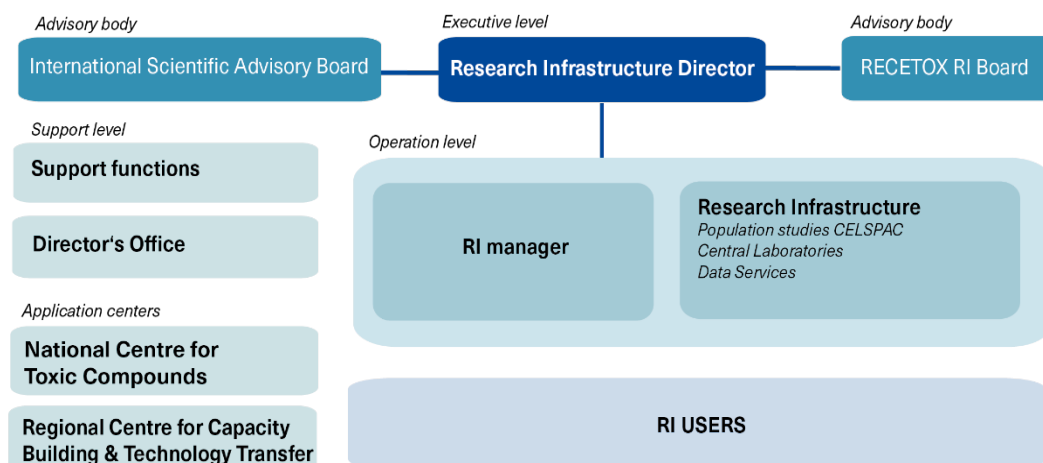 Advisory body
Executive level
Advisory body
International Scientific Advisory Board
Research Infrastructure Director
RECETOX RI Board
Support level
Support functions
Director‘s Office
Operation level
RI manager
Research Infrastructure
Population studies CELSPAC
Central Laboratories
Data Services
Application centers
National Centre for
Toxic Compounds
Regional Centre for Capacity
Building & Technology Transfer
RI USERS